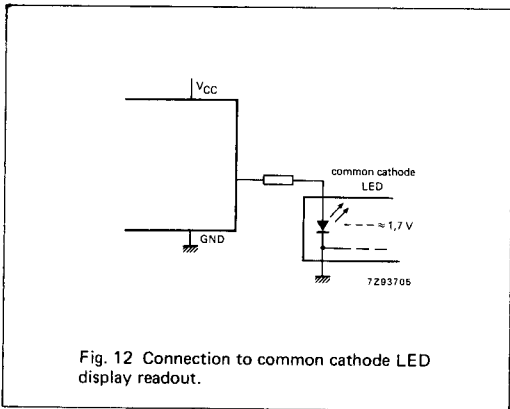 VCC
common cathode
LED
≈ 1,7 V
GND
7Z93705
Fig. 12 Connection to common cathode LED
display readout.